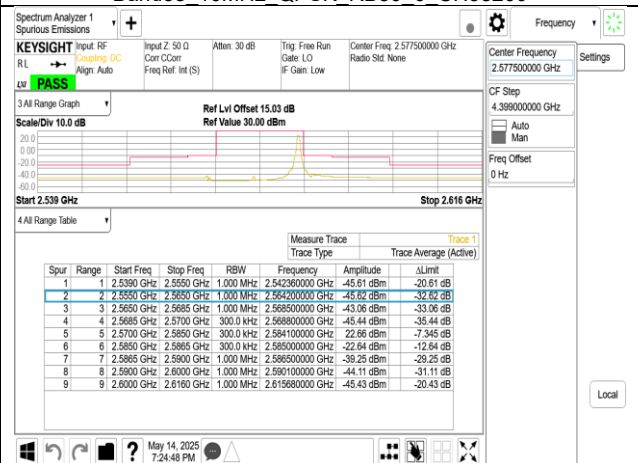 Spectrum Analyzer 1
Spurious Emissions
Frequency
KEYSIGHT Input: RF Input Z: 50 Ω Atten: 30 dB Trig: Free Run Center Freq: 2.577500000 GHz
RL Coupling: DC Corr CCorr Gate: LO Radio Std: None
Align: Auto Freq Ref: Int (S) IF Gain: Low
LXI PASS
Center Frequency
2.577500000 GHz
Settings
CF Step
4.399000000 GHz
Auto
Man
Freq Offset
0 Hz
3 All Range Graph
Ref Lvl Offset 15.03 dB
Scale/Div 10.0 dB Ref Value 30.00 dBm
20.0
0.00
-20.0
-40.0
-60.0
Start 2.539 GHz Stop 2.616 GHz
4 All Range Table
Measure Trace Trace 1
Trace Type Trace Average (Active)
Spur Range Start Freq Stop Freq RBW Frequency Amplitude ΔLimit
1 1 2.5390 GHz 2.5550 GHz 1.000 MHz 2.542360000 GHz -45.61 dBm -20.61 dB
2 2 2.5550 GHz 2.5650 GHz 1.000 MHz 2.564200000 GHz -45.62 dBm -32.62 dB
3 3 2.5650 GHz 2.5685 GHz 1.000 MHz 2.568500000 GHz -43.06 dBm -33.06 dB
4 4 2.5685 GHz 2.5700 GHz 300.0 kHz 2.568800000 GHz -45.44 dBm -35.44 dB
5 5 2.5700 GHz 2.5850 GHz 300.0 kHz 2.584100000 GHz 22.66 dBm -7.345 dB
6 6 2.5850 GHz 2.5865 GHz 300.0 kHz 2.585000000 GHz -22.64 dBm -12.64 dB
7 7 2.5865 GHz 2.5900 GHz 1.000 MHz 2.586500000 GHz -39.25 dBm -29.25 dB
8 8 2.5900 GHz 2.6000 GHz 1.000 MHz 2.590100000 GHz -44.11 dBm -31.11 dB
9 9 2.6000 GHz 2.6160 GHz 1.000 MHz 2.615680000 GHz -45.43 dBm -20.43 dB
Local
May 14, 2025
7:24:48 PM